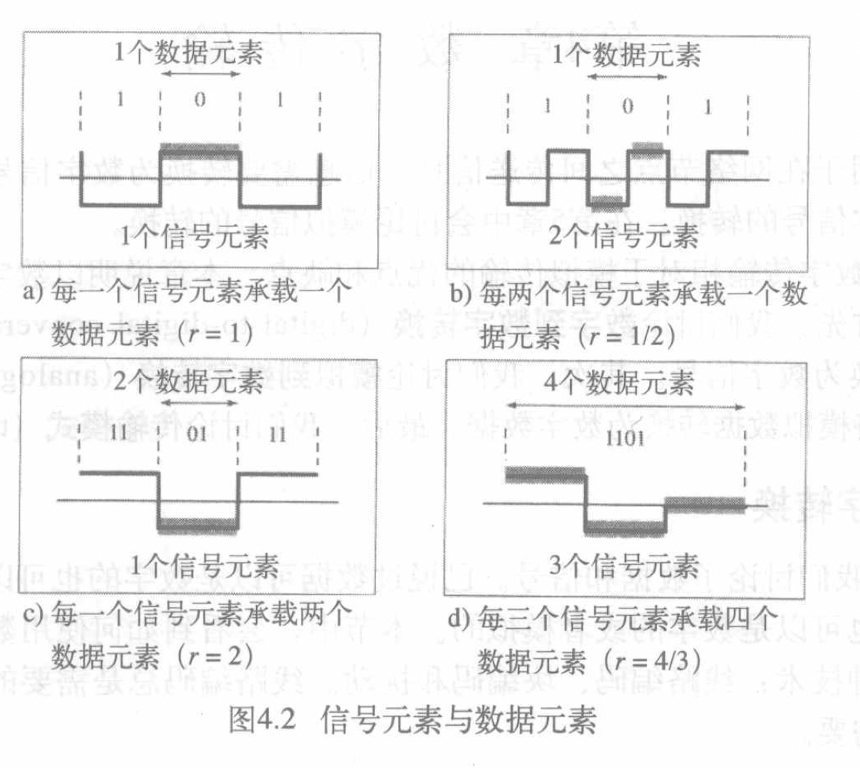 1个数据元素
1 0 1
1个信号元素
a) 每一个信号元素承载一个
数据元素（r = 1）
1个数据元素
1 0 1
2个信号元素
b) 每两个信号元素承载一个数
据元素（r = 1/2）
2个数据元素
11 01 11
1个信号元素
c) 每一个信号元素承载两个
数据元素（r = 2）
4个数据元素
1101
3个信号元素
d) 每三个信号元素承载四个
数据元素（r = 4/3）
图4.2 信号元素与数据元素